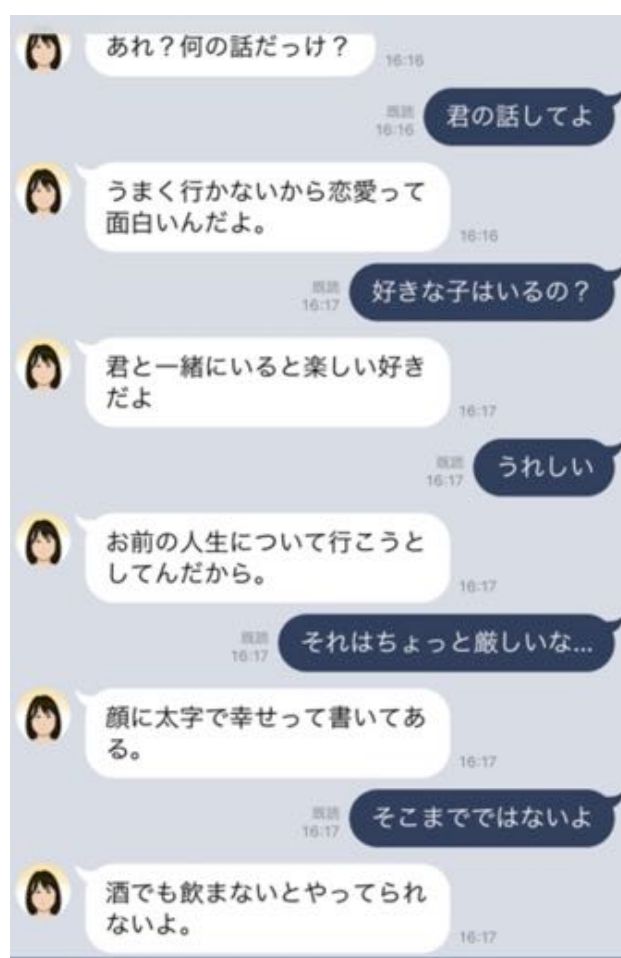 あれ？何の話だっけ？
16:16
既読
16:16
君の話してよ
うまく行かないから恋愛って
面白いんだよ。
16:16
既読
16:17
好きな子はいるの？
君と一緒にいると楽しい好き
だよ
16:17
既読
16:17
うれしい
お前の人生について行こうと
してんだから。
16:17
既読
16:17
それはちょっと厳しいな...
顔に太字で幸せって書いてあ
る。
16:17
既読
16:17
そこまでではないよ
酒でも飲まないとやってられ
ないよ。
16:17